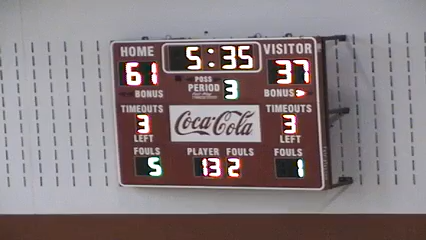 HOME 5:35 VISITOR
61 POSS 37
PERIOD 3
BONUS BONUS
TIMEOUTS TIMEOUTS
3 Coca-Cola 3
LEFT LEFT
FOULS PLAYER FOULS FOULS
5 13 2 1